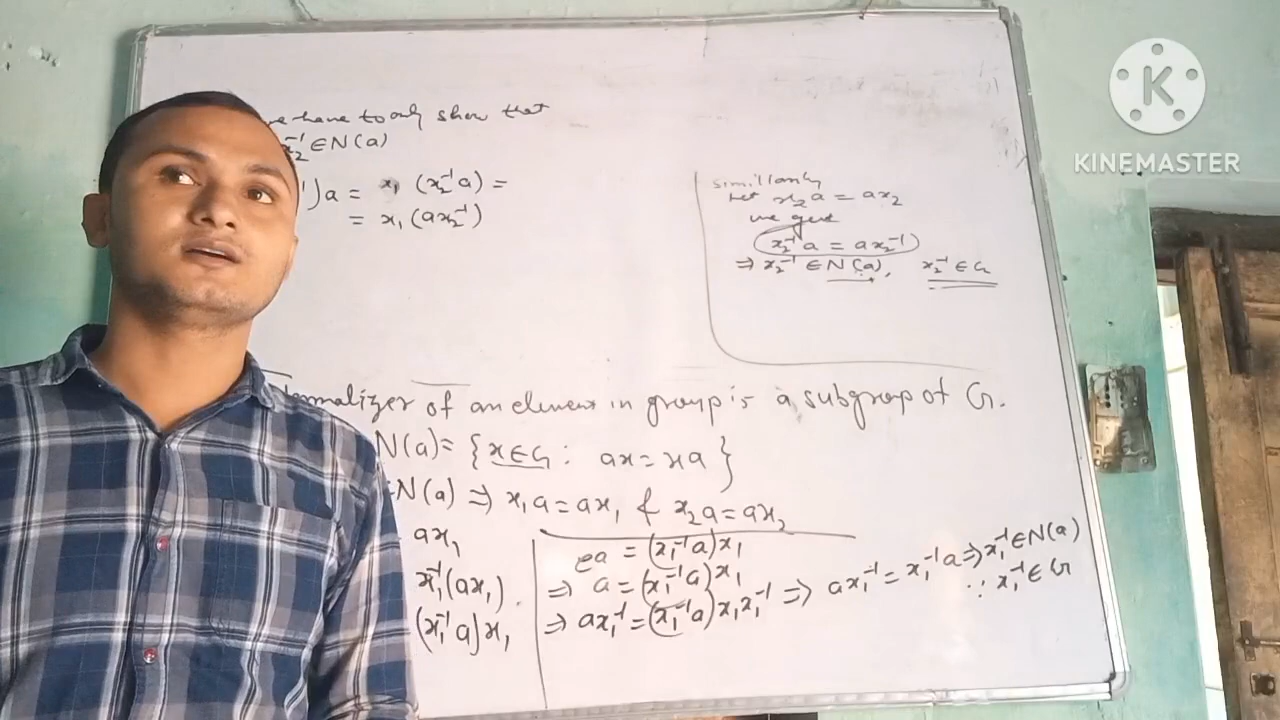 we have to only show that
x₂⁻¹ ∈ N(a)
)a = x₁ (x₂⁻¹a) =
= x₁(ax₂⁻¹)
similarly
let x₂a = ax₂
we get
x₂⁻¹a = ax₂⁻¹
⇒ x₂⁻¹ ∈ N(a), x₂⁻¹ ∈ G
of an element in group is a subgrop of G.
N(a) = {x ∈ G : ax = xa}
∈ N(a) ⇒ x₁a = ax₁ & x₂a = ax₂
ax₁
x₁⁻¹(ax₁).
(x₁⁻¹a)x₁
ea = (x₁⁻¹a)x₁
⇒ a = (x₁⁻¹a)x₁
⇒ ax₁⁻¹ = (x₁⁻¹a)x₁x₁⁻¹ ⇒ ax₁⁻¹ = x₁⁻¹a ⇒ x₁⁻¹ ∈ N(a)
∵ x₁⁻¹ ∈ G
K
KINEMASTER